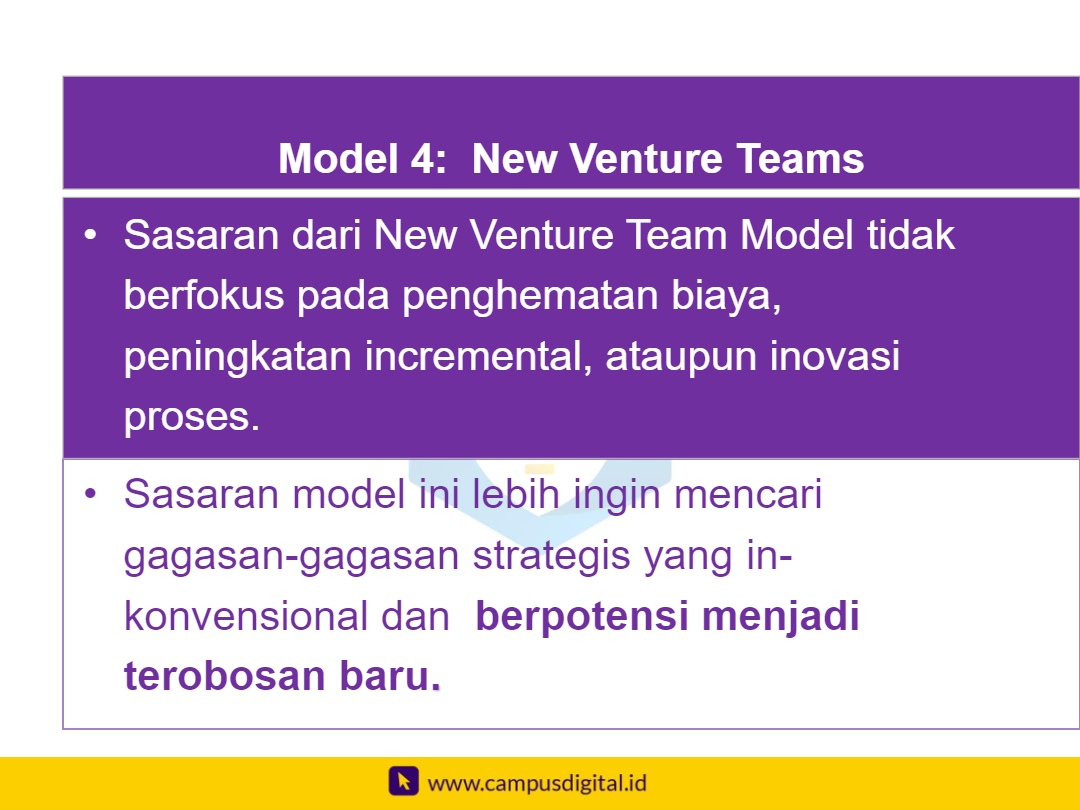 Model 4:  New Venture Teams
• Sasaran dari New Venture Team Model tidak
berfokus pada penghematan biaya,
peningkatan incremental, ataupun inovasi
proses.
• Sasaran model ini lebih ingin mencari
gagasan-gagasan strategis yang in-
konvensional dan  berpotensi menjadi
terobosan baru.
www.campusdigital.id